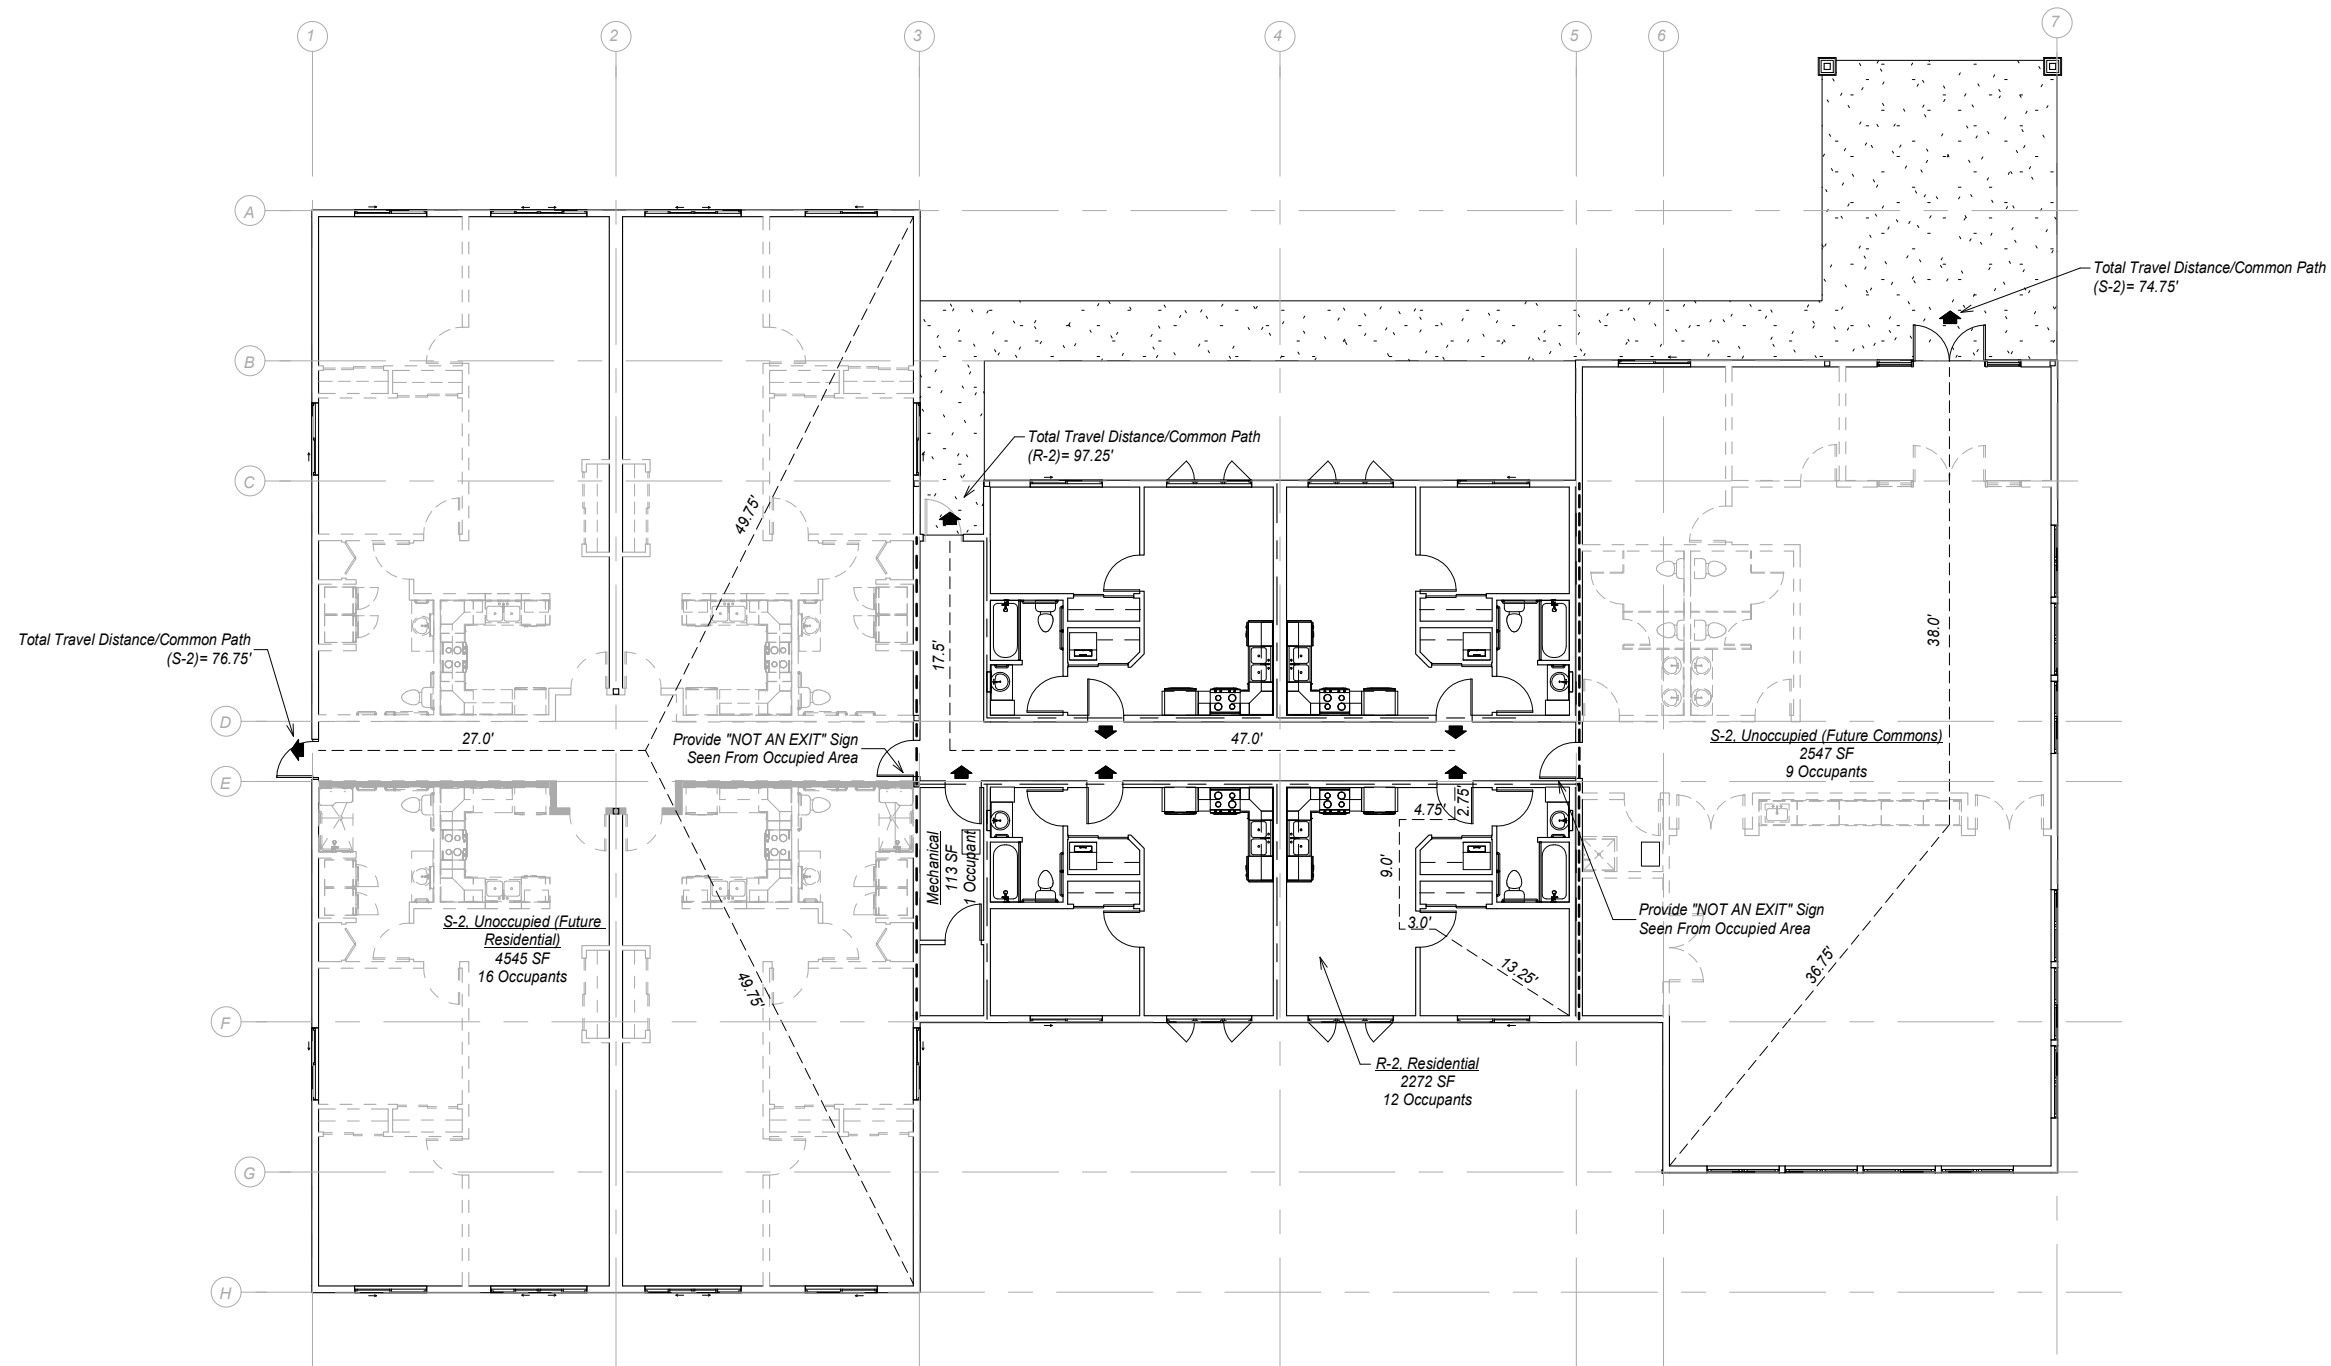 1
2
3
4
5
6
7
A
B
Total Travel Distance/Common Path
(S-2)= 74.75'
Total Travel Distance/Common Path
(R-2)= 97.25'
C
49.75'
17.5'
38.0'
Total Travel Distance/Common Path
(S-2)= 76.75'
D
27.0'
Provide "NOT AN EXIT" Sign
Seen From Occupied Area
47.0'
S-2, Unoccupied (Future Commons)
2547 SF
9 Occupants
E
4.75'
2.75'
9.0'
3.0'
13.25'
Mechanical
113 SF
1 Occupant
S-2, Unoccupied (Future
Residential)
4545 SF
16 Occupants
49.75'
Provide "NOT AN EXIT" Sign
Seen From Occupied Area
36.75'
F
R-2, Residential
2272 SF
12 Occupants
G
H